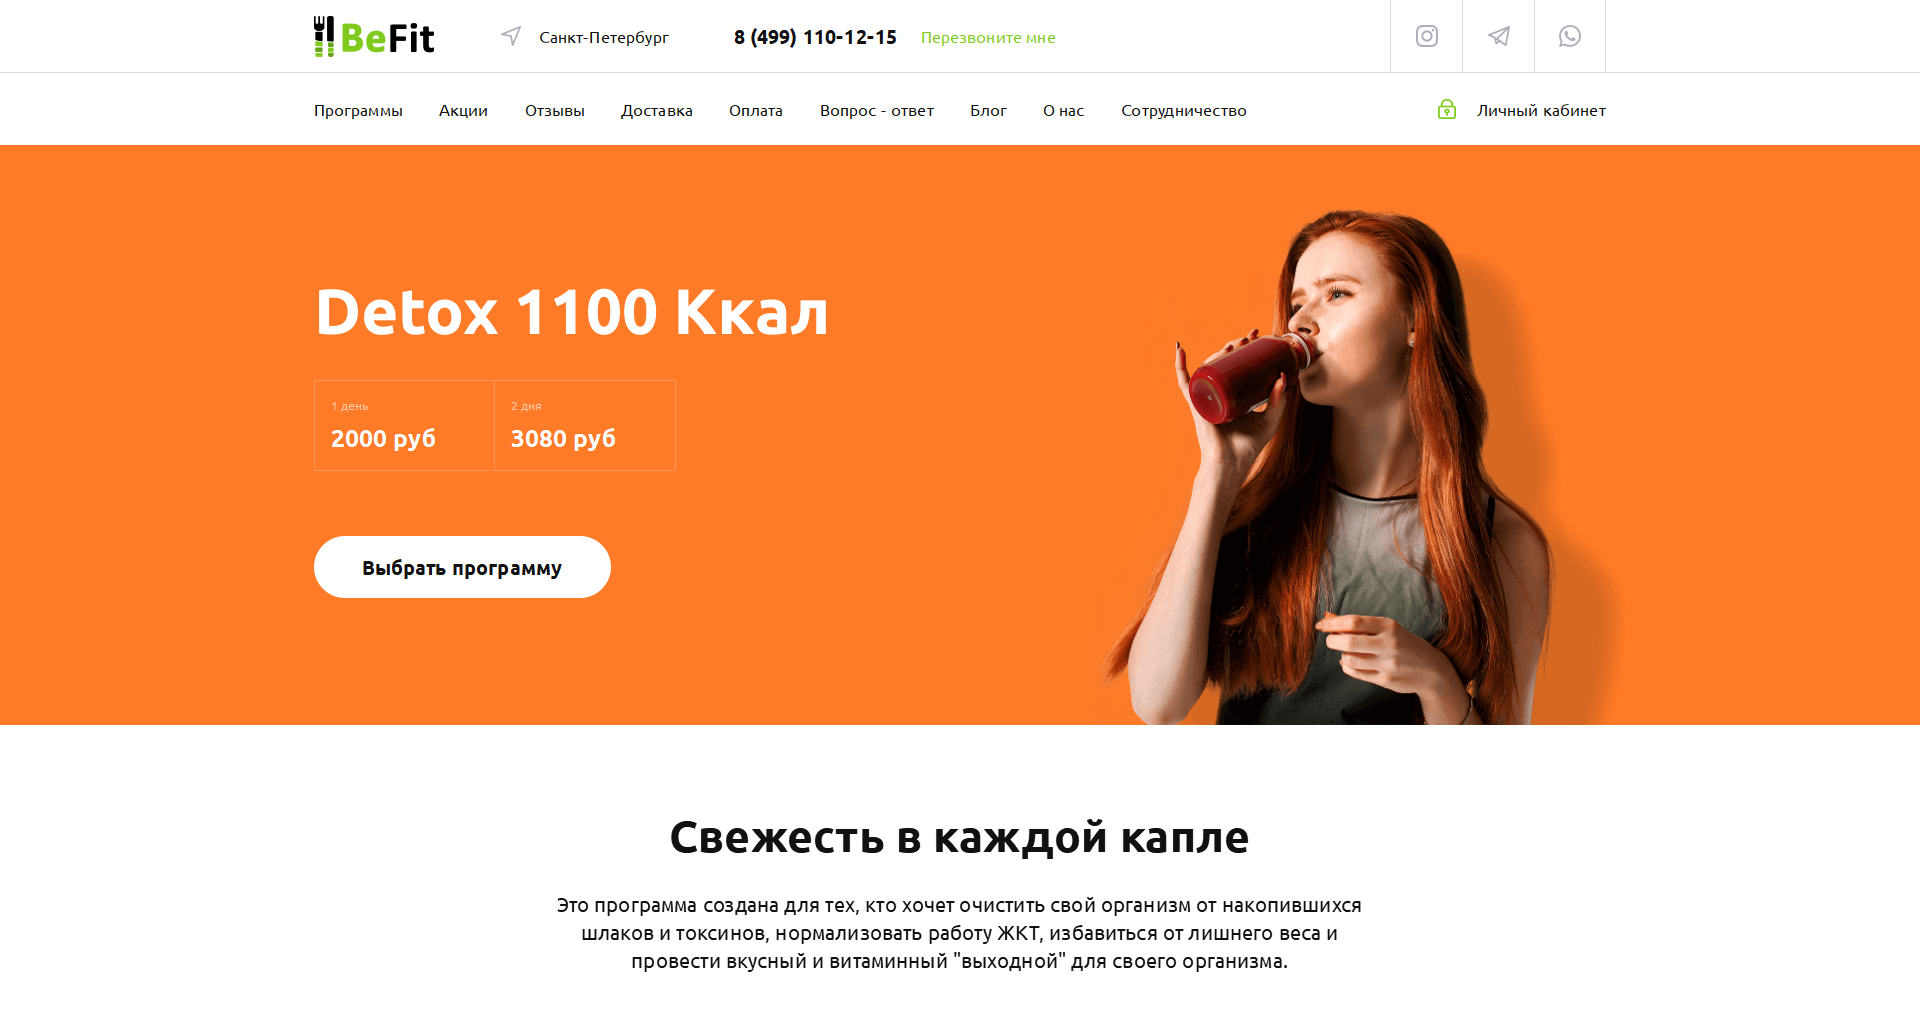 BeFit
Санкт-Петербург
8 (499) 110-12-15
Перезвоните мне
Программы
Акции
Отзывы
Доставка
Оплата
Вопрос - ответ
Блог
О нас
Сотрудничество
Личный кабинет
Detox 1100 Ккал
1 день
2000 руб
2 дня
3080 руб
Выбрать программу
Свежесть в каждой капле
Это программа создана для тех, кто хочет очистить свой организм от накопившихся
шлаков и токсинов, нормализовать работу ЖКТ, избавиться от лишнего веса и
провести вкусный и витаминный "выходной" для своего организма.